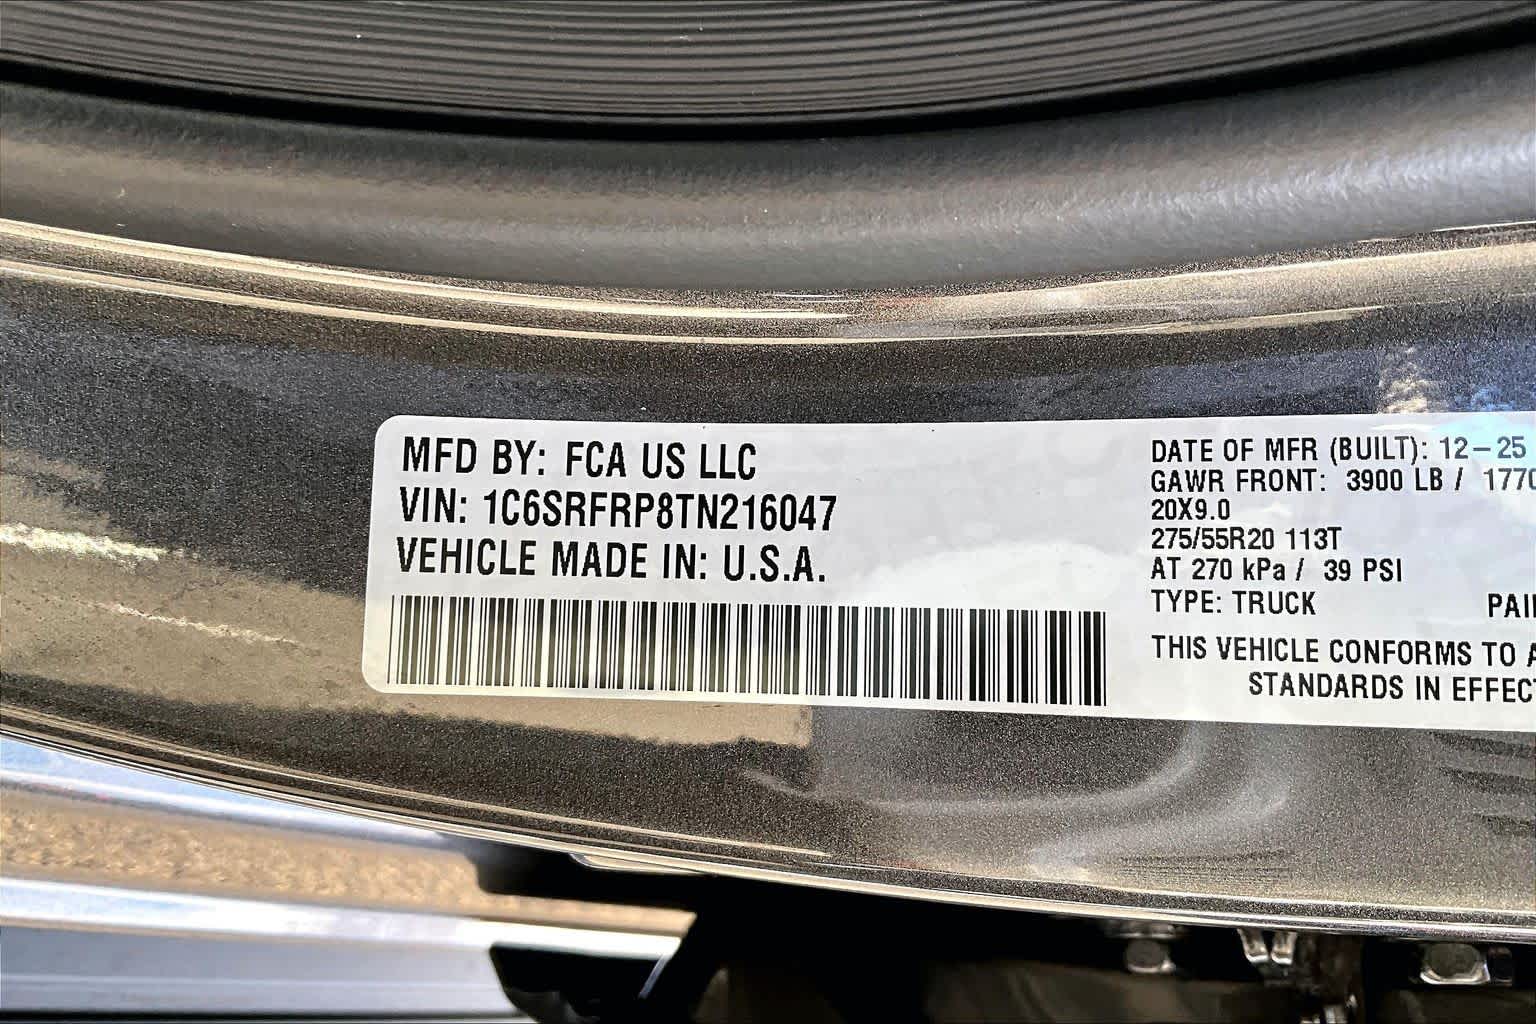 MFD BY: FCA US LLC
VIN: 1C6SRFRP8TN216047
VEHICLE MADE IN: U.S.A.
DATE OF MFR (BUILT): 12-25
GAWR FRONT: 3900 LB / 1770
20X9.0
275/55R20 113T
AT 270 kPa / 39 PSI
TYPE: TRUCK
THIS VEHICLE CONFORMS TO
STANDARDS IN